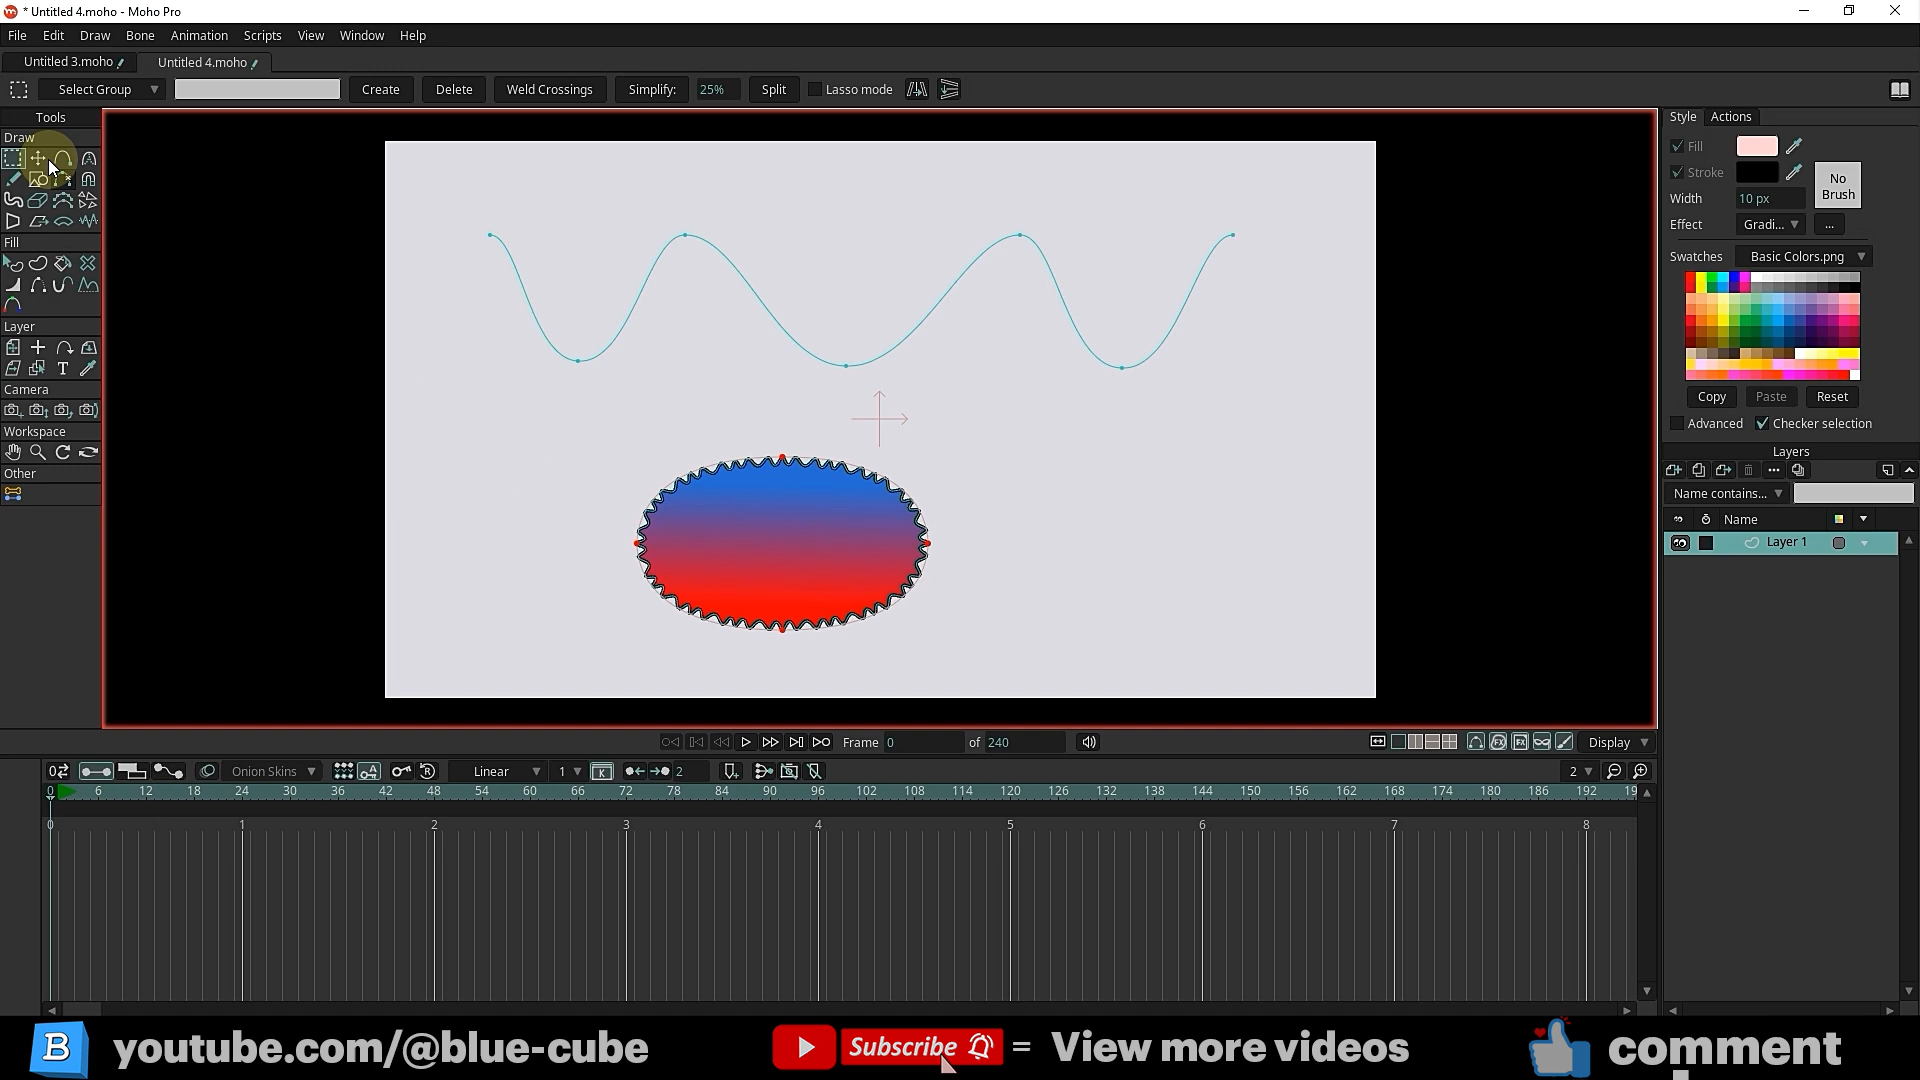 * Untitled 4.moho - Moho Pro
File Edit Draw Bone Animation Scripts View Window Help
Untitled 3.moho Untitled 4.moho
Select Group Create Delete Weld Crossings Simplify: 25% Split Lasso mode
Tools
Draw
Fill
Layer
T
Camera
Workspace
Other
Style Actions
Fill
Stroke
No Brush
Width 10 px
Effect Gradi... ...
Swatches Basic Colors.png
Copy Paste Reset
Advanced Checker selection
Layers
Name contains...
Name
Layer 1
Frame 0 of 240
Display
Onion Skins Linear 1 K 2 2
0 6 12 18 24 30 36 42 48 54 60 66 72 78 84 90 96 102 108 114 120 126 132 138 144 150 156 162 168 174 180 186 192 19
0 1 2 3 4 5 6 7 8
B youtube.com/@blue-cube Subscribe = View more videos comment